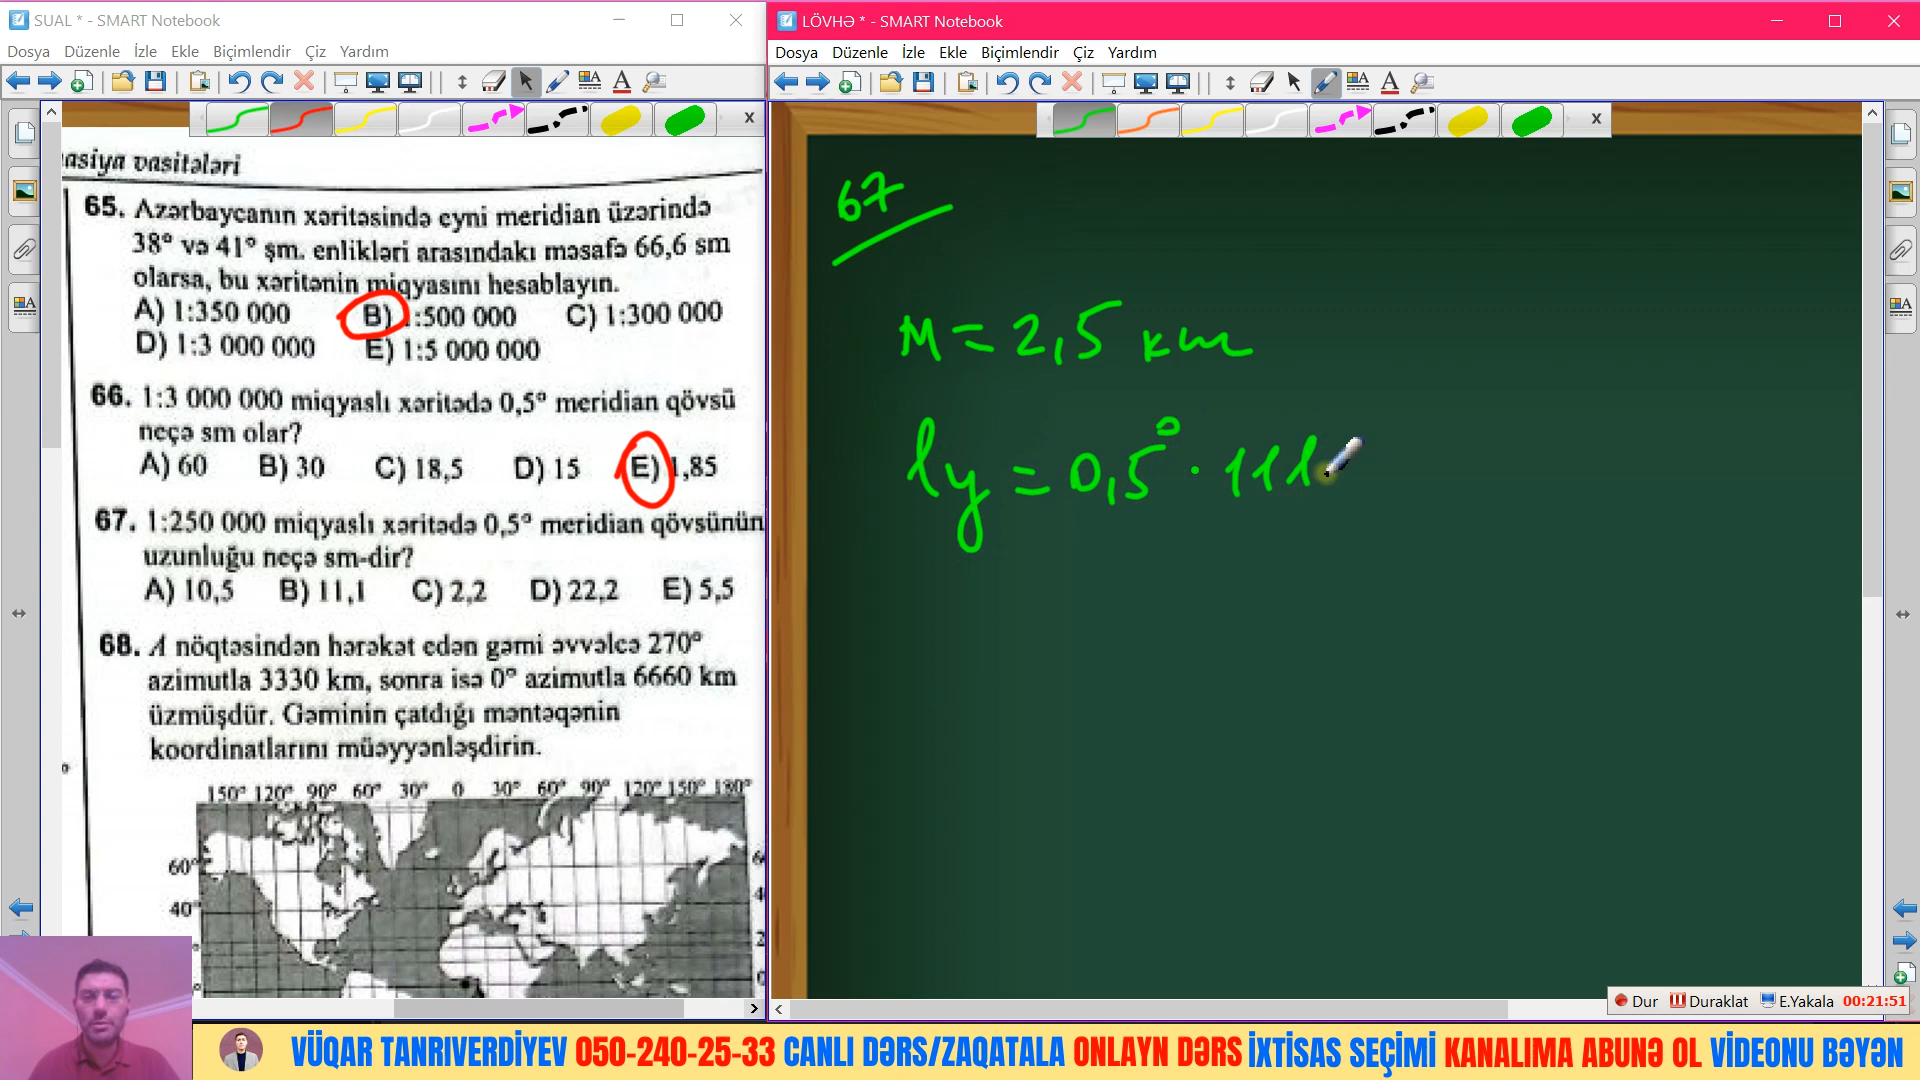 SUAL * - SMART Notebook
Dosya Düzenle İzle Ekle Biçimlendir Çiz Yardım
x
asiya vasitələri
65. Azərbaycanın xəritəsində eyni meridian üzərində
38° və 41° şm. enlikləri arasındakı məsafə 66,6 sm
olarsa, bu xəritənin miqyasını hesablayın.
A) 1:350 000 B) 1:500 000 C) 1:300 000
D) 1:3 000 000 E) 1:5 000 000
66. 1:3 000 000 miqyaslı xəritədə 0,5° meridian qövsü
neçə sm olar?
A) 60 B) 30 C) 18,5 D) 15 E) 1,85
67. 1:250 000 miqyaslı xəritədə 0,5° meridian qövsünün
uzunluğu neçə sm-dir?
A) 10,5 B) 11,1 C) 2,2 D) 22,2 E) 5,5
68. A nöqtəsindən hərəkət edən gəmi əvvəlcə 270°
azimutla 3330 km, sonra isə 0° azimutla 6660 km
üzmüşdür. Gəminin çatdığı məntəqənin
koordinatlarını müəyyənləşdirin.
150° 120° 90° 60° 30° 0 30° 60° 90° 120° 150° 180°
60°
40°
LÖVHƏ * - SMART Notebook
Dosya Düzenle İzle Ekle Biçimlendir Çiz Yardım
x
67
M = 2,5 km
ly = 0,5° · 111
Dur Duraklat E.Yakala 00:21:51
VÜQAR TANRIVERDİYEV 050-240-25-33 CANLI DƏRS/ZAQATALA ONLAYN DƏRS İXTİSAS SEÇİMİ KANALIMA ABUNƏ OL VİDEONU BƏYƏN